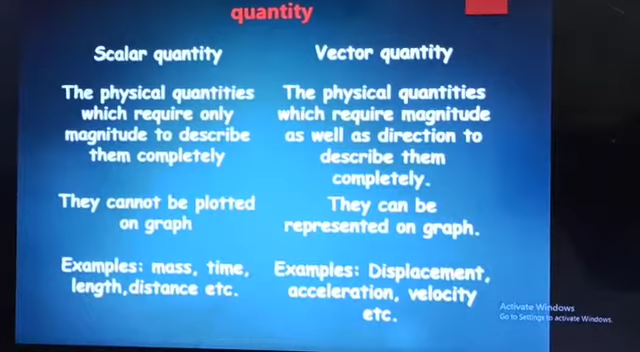 quantity
Scalar quantity
The physical quantities
which require only
magnitude to describe
them completely
They cannot be plotted
on graph
Examples: mass, time,
length,distance etc.
Vector quantity
The physical quantities
which require magnitude
as well as direction to
describe them
completely.
They can be
represented on graph.
Examples: Displacement,
acceleration, velocity
etc.
Activate Windows
Go to Settings to activate Windows.